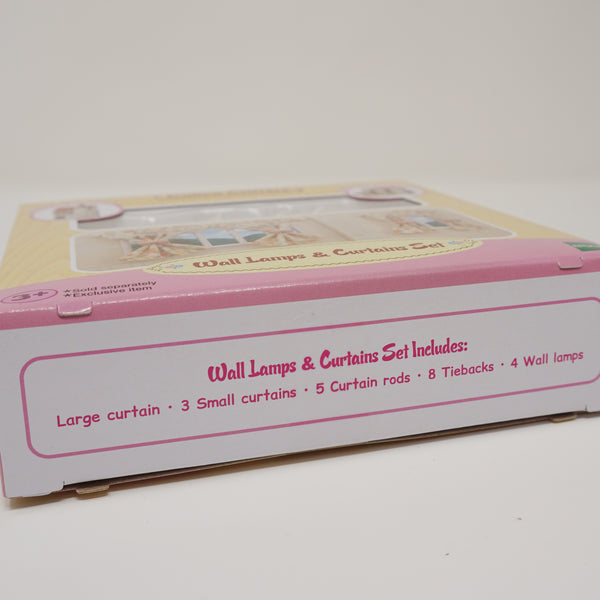 Wall Lamps & Curtains Set
3+
*Sold separately
*Exclusive item
Wall Lamps & Curtains Set Includes:
Large curtain · 3 Small curtains · 5 Curtain rods · 8 Tiebacks · 4 Wall lamps